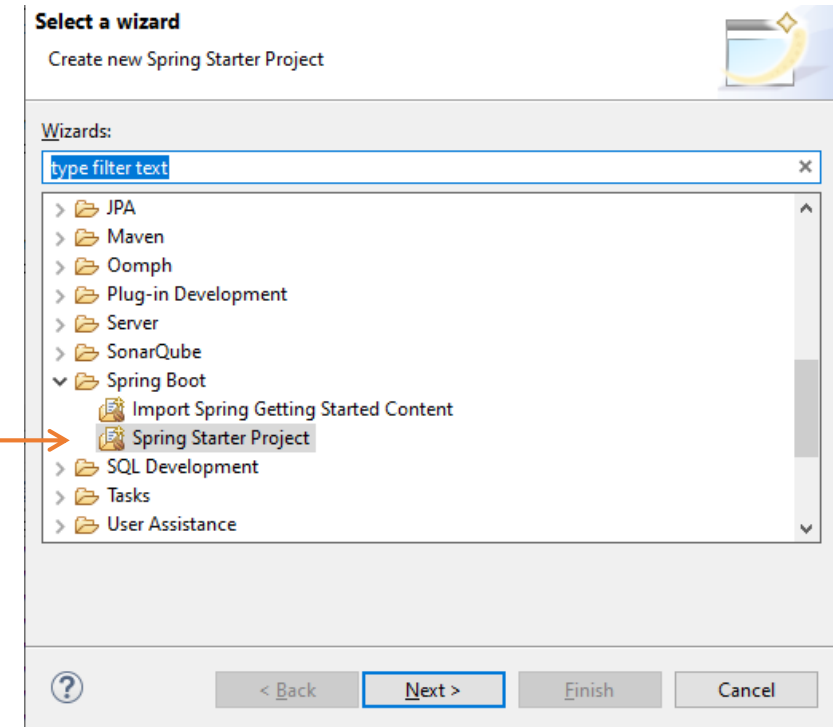 Select a wizard
Create new Spring Starter Project
Wizards:
type filter text
JPA
Maven
Oomph
Plug-in Development
Server
SonarQube
Spring Boot
Import Spring Getting Started Content
Spring Starter Project
SQL Development
Tasks
User Assistance
? < Back Next > Finish Cancel